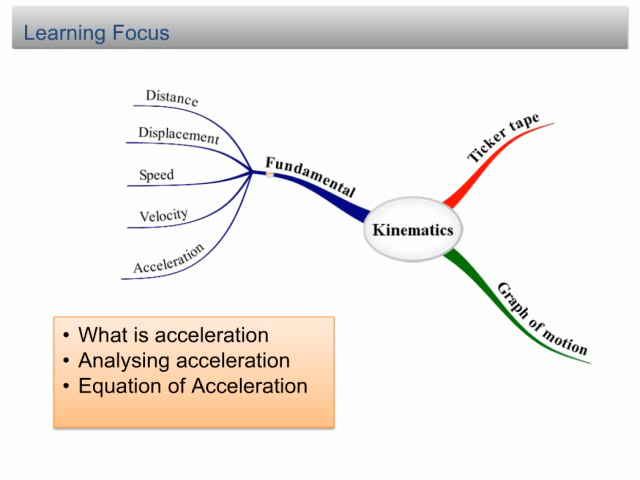 Learning Focus
Distance
Displacement
Speed
Velocity
Acceleration
Fundamental
Kinematics
Ticker tape
Graph of motion
• What is acceleration
• Analysing acceleration
• Equation of Acceleration